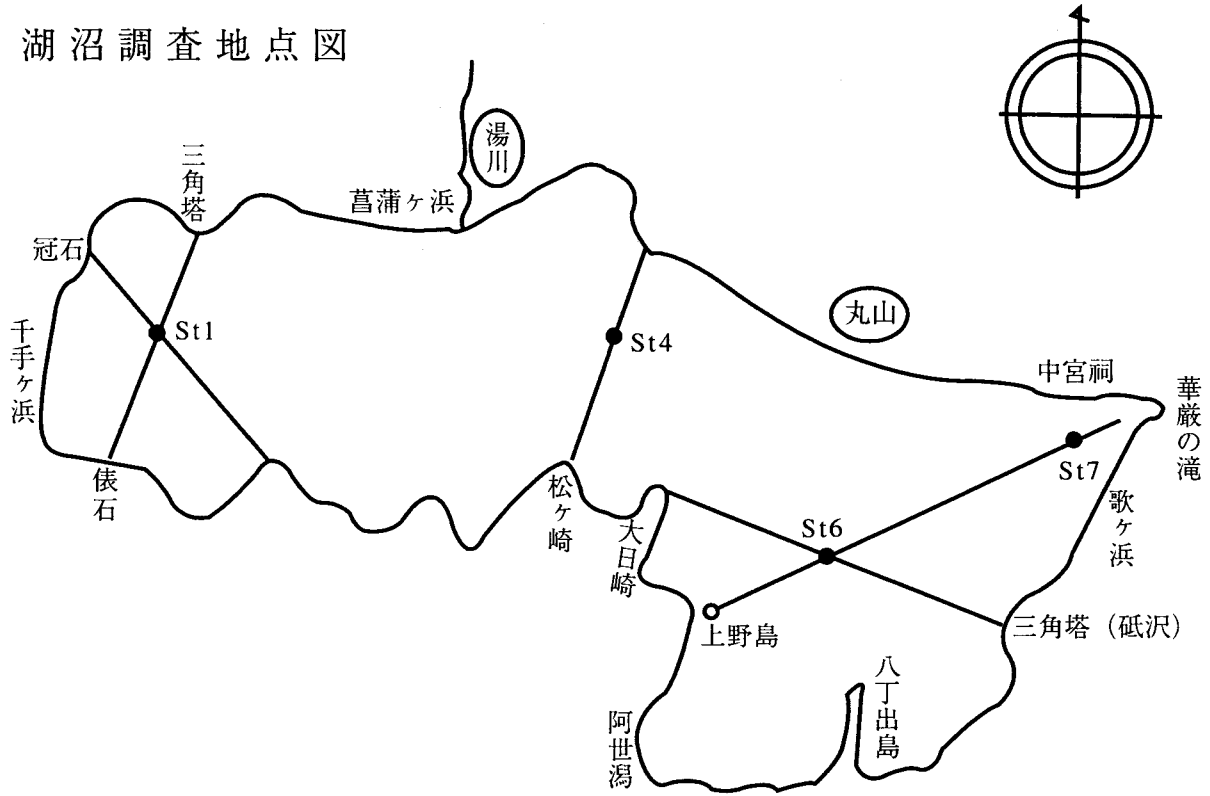 湖沼調査地点図
湯川
三角塔
菖蒲ヶ浜
冠石
St1
St4
丸山
千手ヶ浜
中宮祠
華厳の滝
俵石
松ヶ崎
St7
歌ヶ浜
大日崎
St6
上野島
三角塔(砥沢)
八丁出島
阿世潟